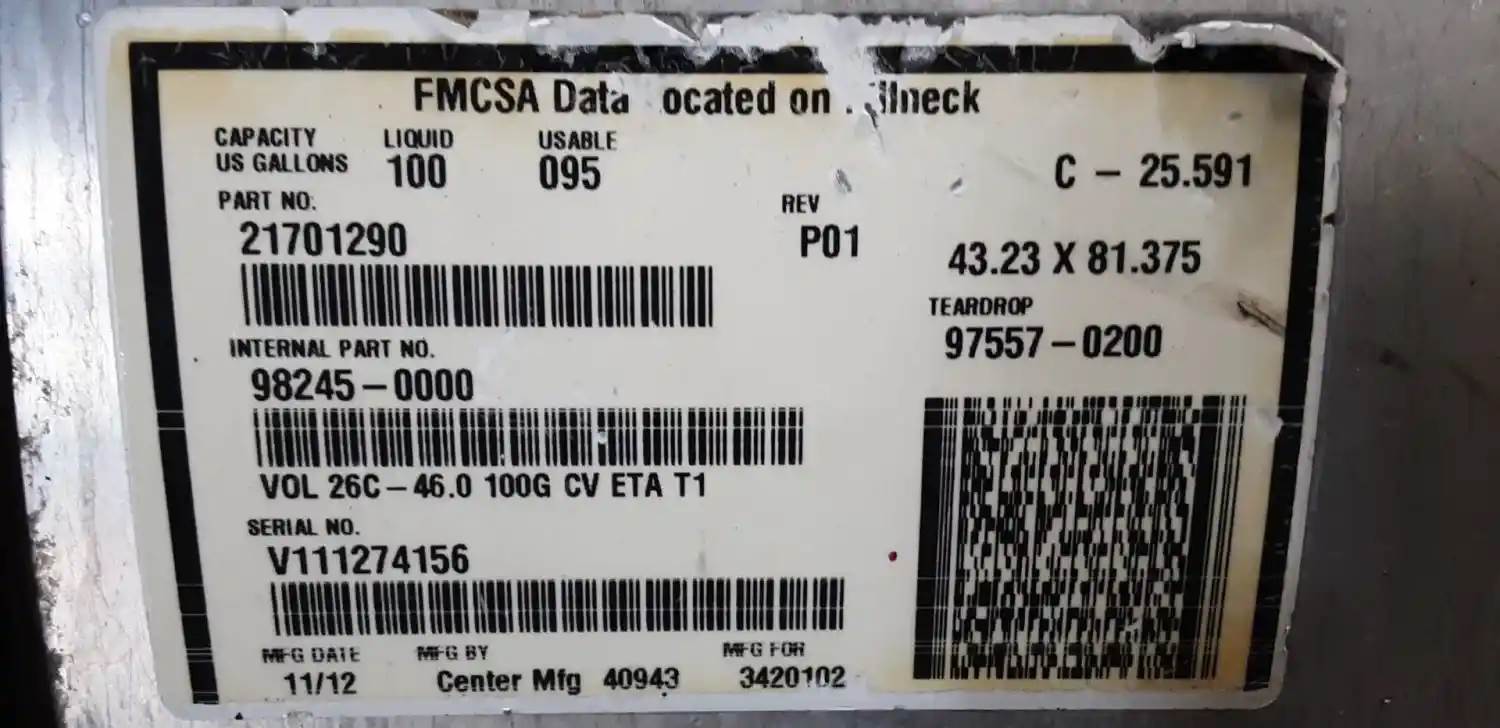 FMCSA Data ocated on
CAPACITY LIQUID USABLE
US GALLONS 100 095
C - 25.591
PART NO. REV
21701290 P01
43.23 X 81.375
TEARDROP
97557-0200
INTERNAL PART NO.
98245-0000
VOL 26C-46.0 100G CV ETA T1
SERIAL NO.
V111274156
MFG DATE MFG BY MFG FOR
11/12 Center Mfg 40943 3420102